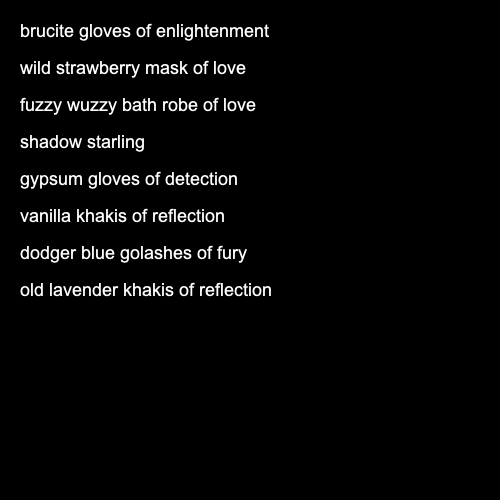 brucite gloves of enlightenment
wild strawberry mask of love
fuzzy wuzzy bath robe of love
shadow starling
gypsum gloves of detection
vanilla khakis of reflection
dodger blue golashes of fury
old lavender khakis of reflection